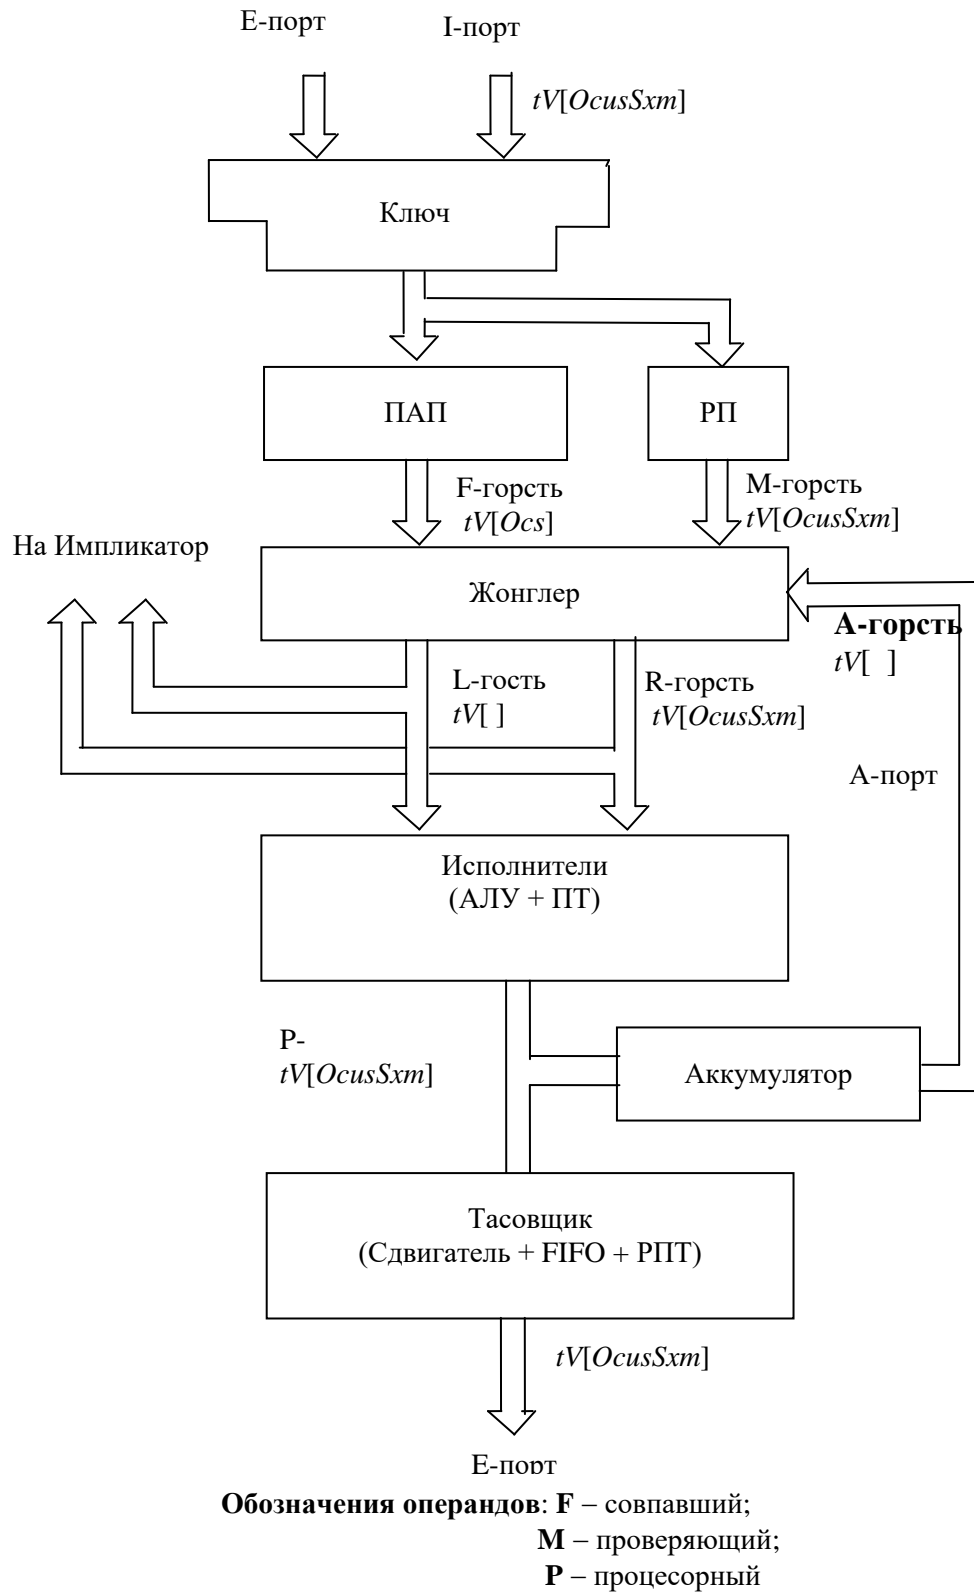 Е-порт
I-порт
tV[OcusSxm]
Ключ
ПАП
РП
F-горсть
tV[Ocs]
М-горсть
tV[OcusSxm]
На Импликатор
Жонглер
А-горсть
tV[ ]
L-гость
tV[ ]
R-горсть
tV[OcusSxm]
А-порт
Исполнители
(АЛУ + ПТ)
Р-
tV[OcusSxm]
Аккумулятор
Тасовщик
(Сдвигатель + FIFO + РПТ)
tV[OcusSxm]
Е-порт
Обозначения операндов: F – совпавший;
М – проверяющий;
Р – процесорный